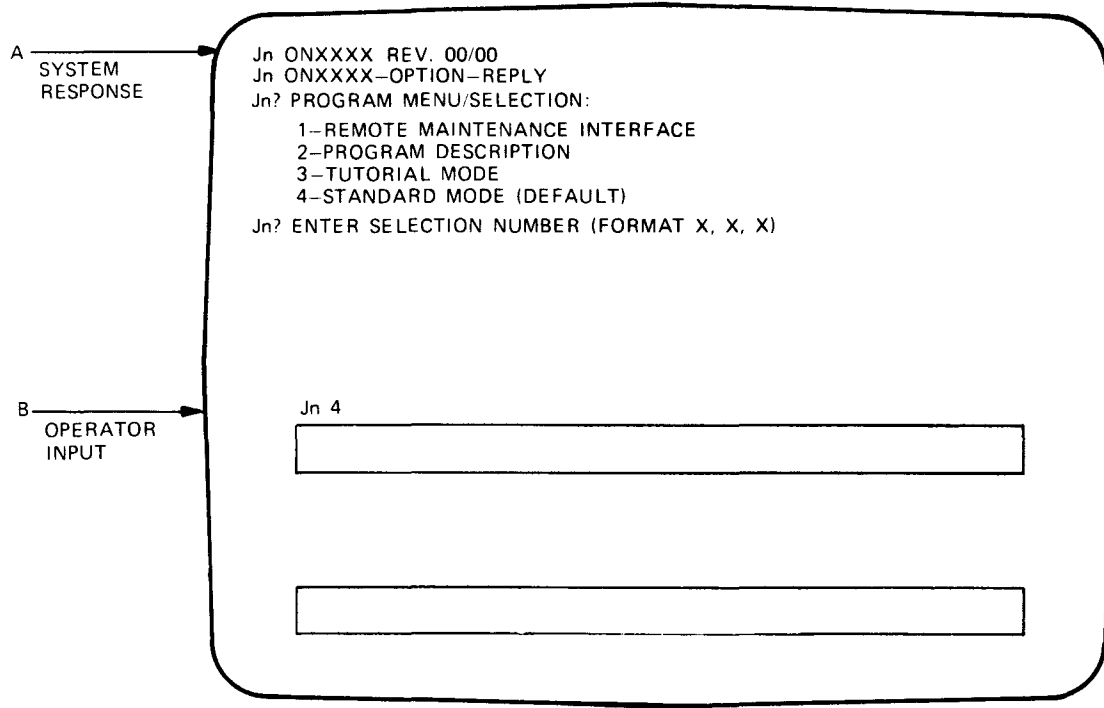 A
SYSTEM
RESPONSE
Jn ONXXXX REV. 00/00
Jn ONXXXX–OPTION–REPLY
Jn? PROGRAM MENU/SELECTION:
1–REMOTE MAINTENANCE INTERFACE
2–PROGRAM DESCRIPTION
3–TUTORIAL MODE
4–STANDARD MODE (DEFAULT)
Jn? ENTER SELECTION NUMBER (FORMAT X, X, X)
B
OPERATOR
INPUT
Jn 4